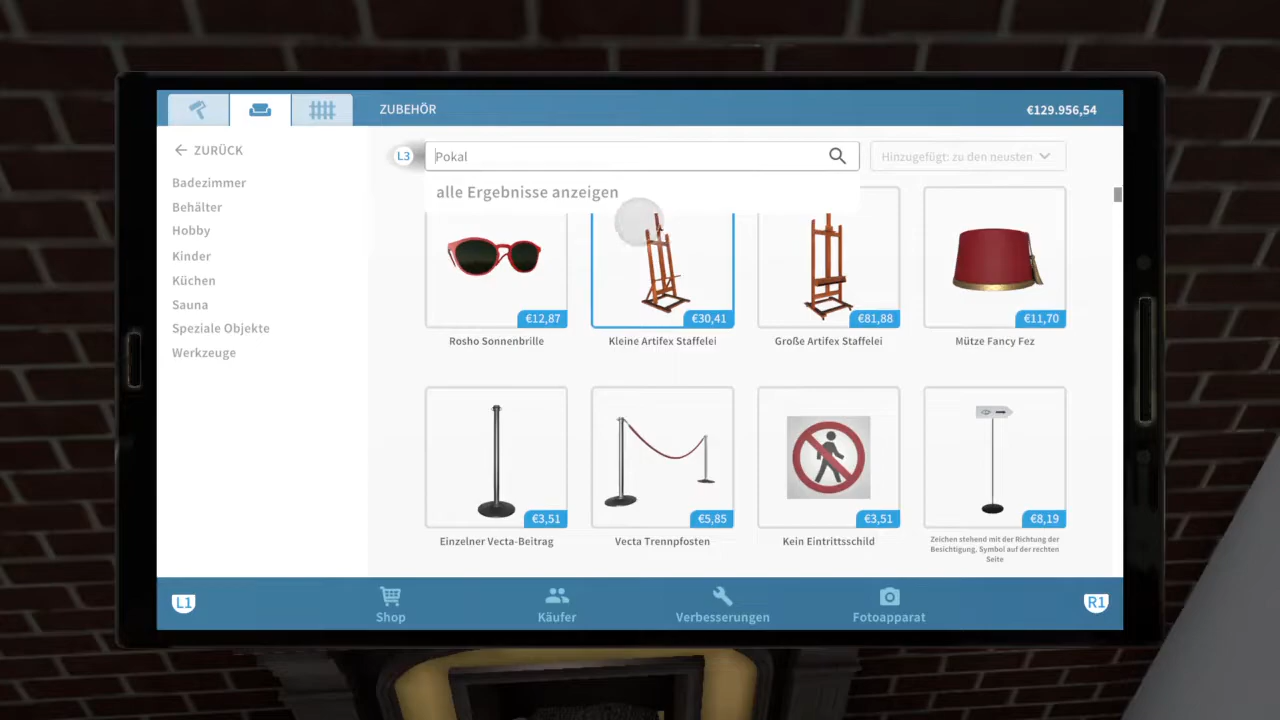 ZUBEHÖR
€129.956,54
ZURÜCK
Badezimmer
Behälter
Hobby
Kinder
Küchen
Sauna
Speziale Objekte
Werkzeuge
L3
Pokal
Hinzugefügt: zu den neusten
alle Ergebnisse anzeigen
€12,87
€30,41
€81,88
€11,70
Rosho Sonnenbrille
Kleine Artifex Staffelei
Große Artifex Staffelei
Mütze Fancy Fez
€3,51
€5,85
€3,51
€8,19
Einzelner Vecta-Beitrag
Vecta Trennpfosten
Kein Eintrittsschild
Zeichen stehend mit der Richtung der
Besichtigung, Symbol auf der rechten
Seite
L1
Shop
Käufer
Verbesserungen
Fotoapparat
R1